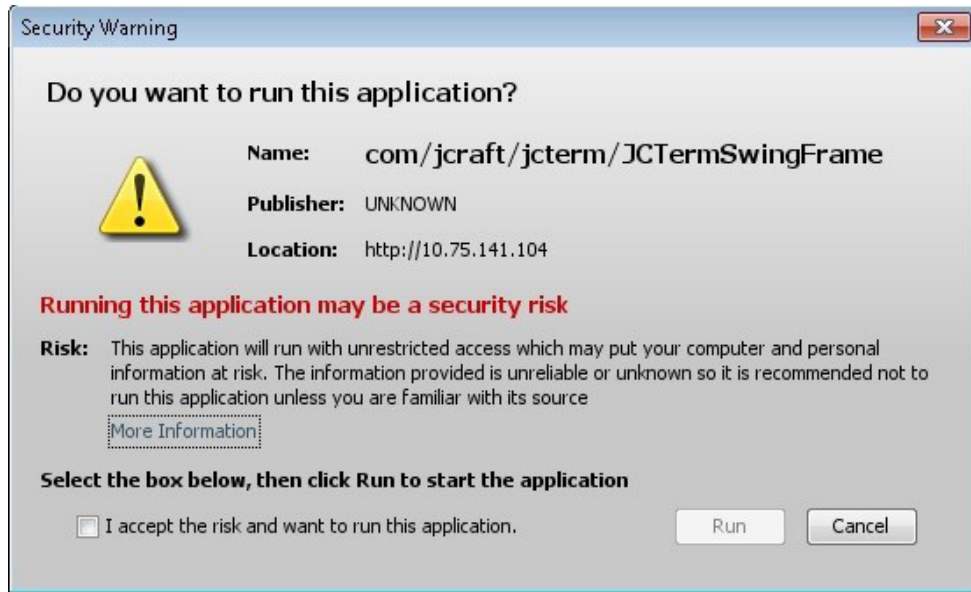 Security Warning
Do you want to run this application?
Name: com/jcraft/jcterm/JCTermSwingFrame
Publisher: UNKNOWN
Location: http://10.75.141.104
Running this application may be a security risk
Risk: This application will run with unrestricted access which may put your computer and personal
information at risk. The information provided is unreliable or unknown so it is recommended not to
run this application unless you are familiar with its source
More Information
Select the box below, then click Run to start the application
I accept the risk and want to run this application. Run Cancel